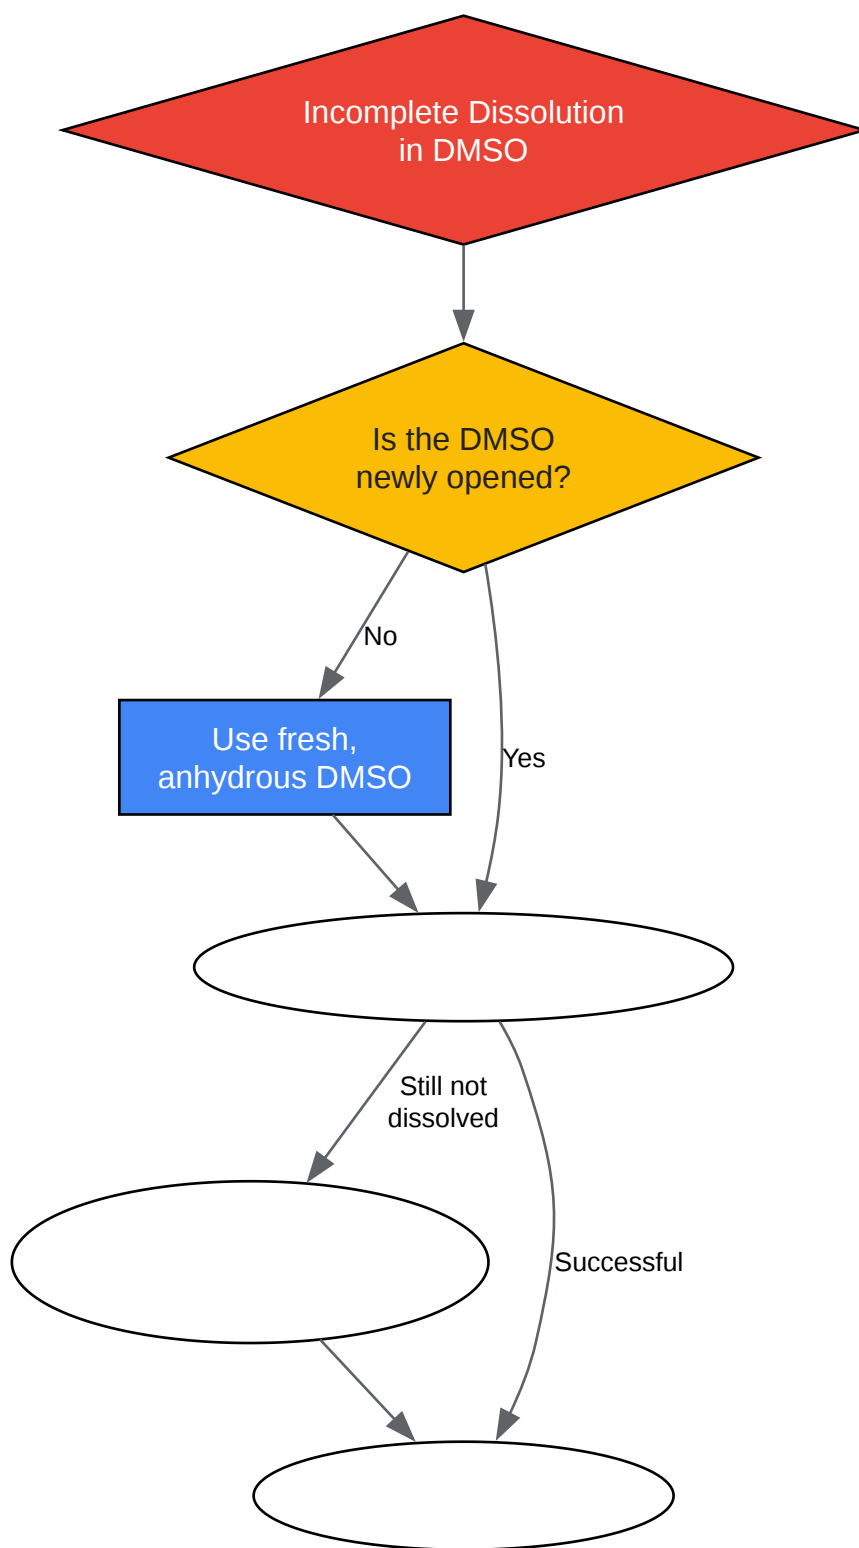 Incomplete Dissolution
in DMSO
Is the DMSO
newly opened?
No
Use fresh,
anhydrous DMSO
Yes
Still not
dissolved
Successful